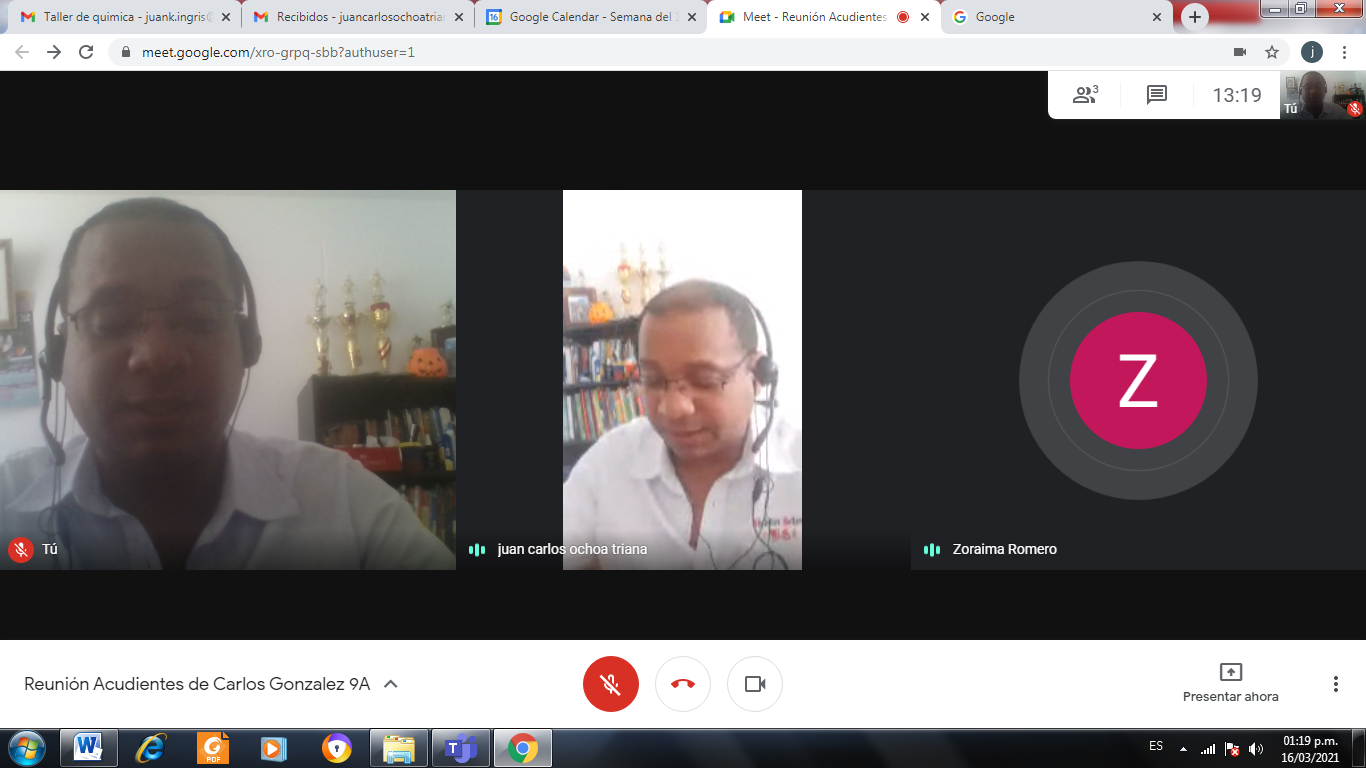 Taller de quimica - juank.ingris
Recibidos - juancarlosochoatria
Google Calendar - Semana del
Meet - Reunión Acudientes
Google
meet.google.com/xro-grpq-sbb?authuser=1
j
3
13:19
Tú
Z
Tú
juan carlos ochoa triana
Zoraima Romero
Reunión Acudientes de Carlos Gonzalez 9A
Presentar ahora
PDF
ES
01:19 p.m.
16/03/2021